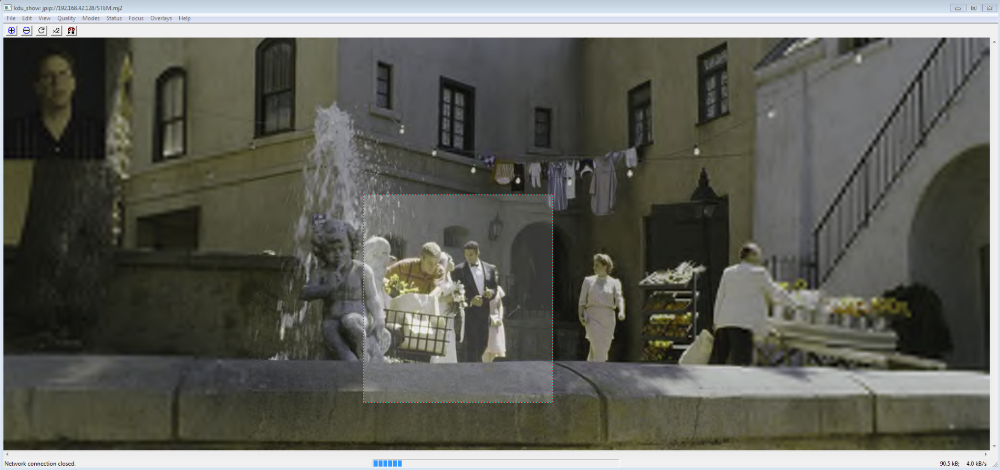 kdu_show: jpip://192.168.42.128/STEM.mj2
File Edit View Quality Modes Status Focus Overlays Help
×2
Network connection closed. 90.5 kB; 4.0 kB/s